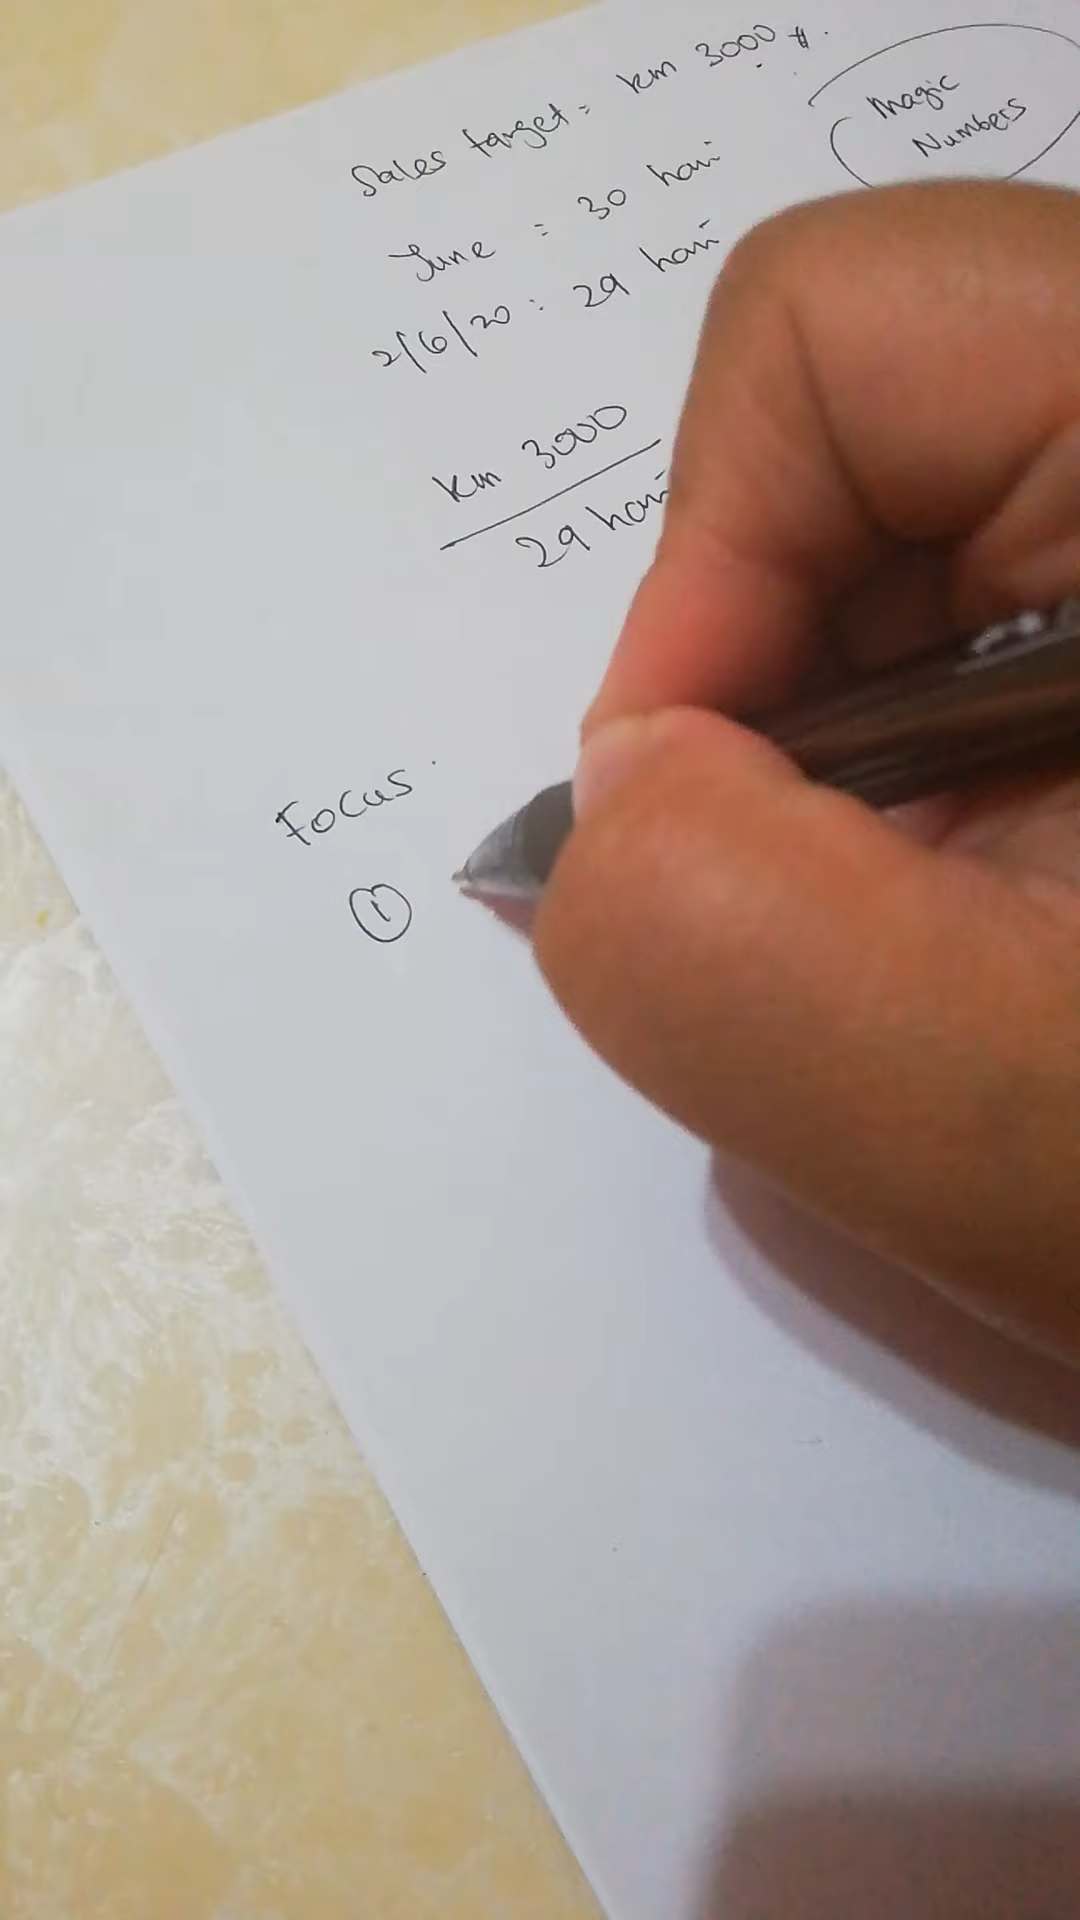 Sales target = RM 3000 #.
Magic
Numbers
June = 30 hari
2/6/20 : 29 hari
RM 3000
29 hari
Focus.
1